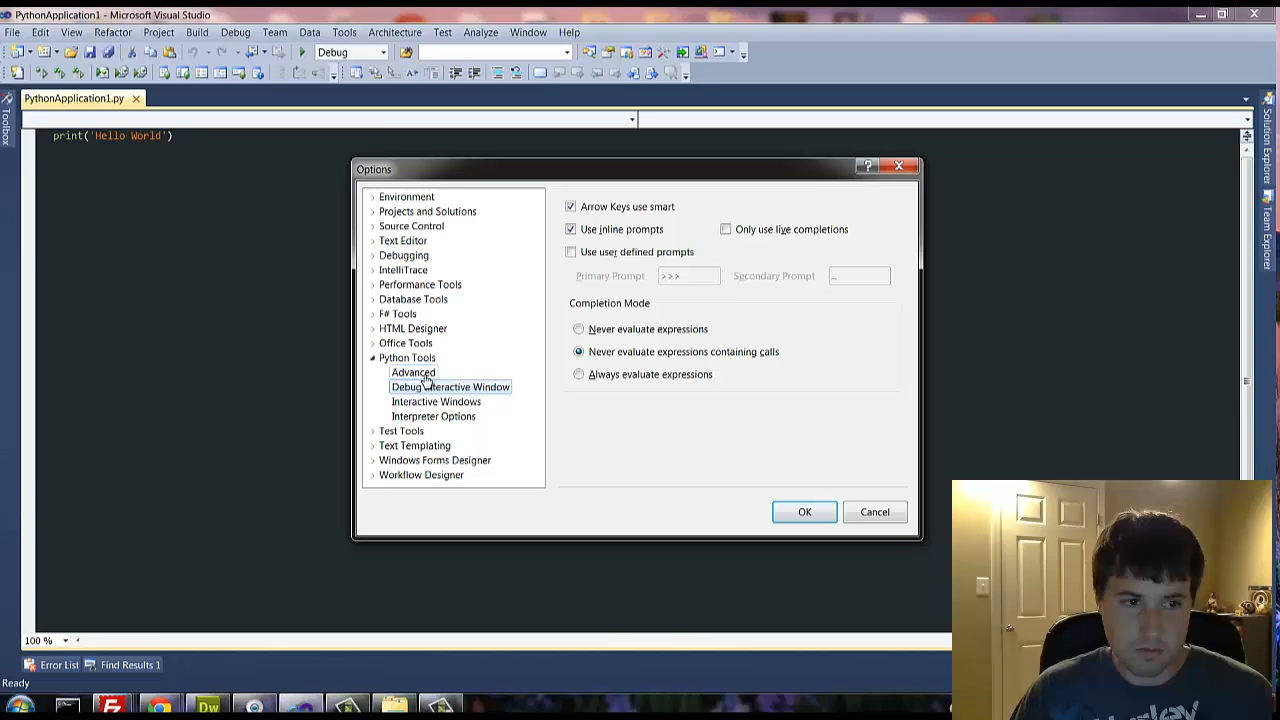 PythonApplication1 - Microsoft Visual Studio
File Edit View Refactor Project Build Debug Team Data Tools Architecture Test Analyze Window Help
Debug
PythonApplication1.py
print('Hello World')
Toolbox
Solution Explorer
Team Explorer
Options
Environment
Projects and Solutions
Source Control
Text Editor
Debugging
IntelliTrace
Performance Tools
Database Tools
F# Tools
HTML Designer
Office Tools
Python Tools
Advanced
Debug Interactive Window
Interactive Windows
Interpreter Options
Test Tools
Text Templating
Windows Forms Designer
Workflow Designer
Arrow Keys use smart
Use inline prompts Only use live completions
Use user defined prompts
Primary Prompt >>> Secondary Prompt ...
Completion Mode
Never evaluate expressions
Never evaluate expressions containing calls
Always evaluate expressions
OK Cancel
100 %
Error List Find Results 1
Ready
Fz Dw